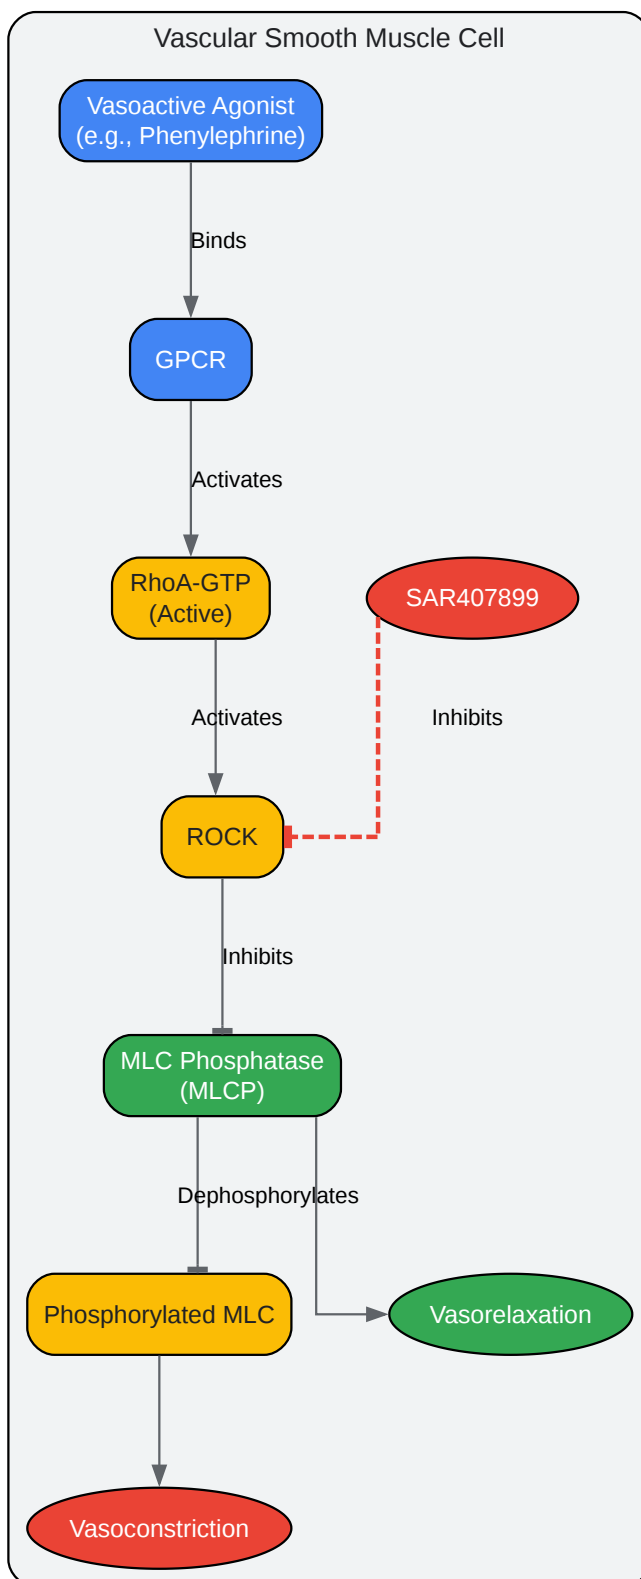 Vascular Smooth Muscle Cell
Vasoactive Agonist
(e.g., Phenylephrine)
Binds
GPCR
Activates
RhoA-GTP
(Active)
SAR407899
Activates
Inhibits
ROCK
Inhibits
MLC Phosphatase
(MLCP)
Dephosphorylates
Phosphorylated MLC
Vasorelaxation
Vasoconstriction